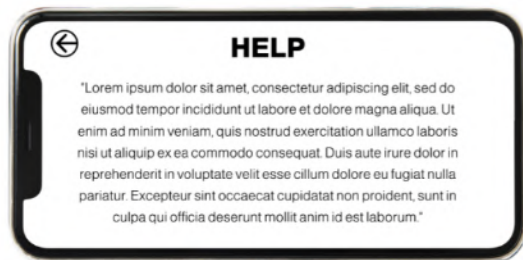 HELP
"Lorem ipsum dolor sit amet, consectetur adipiscing elit, sed do
eiusmod tempor incididunt ut labore et dolore magna aliqua. Ut
enim ad minim veniam, quis nostrud exercitation ullamco laboris
nisi ut aliquip ex ea commodo consequat. Duis aute irure dolor in
reprehenderit in voluptate velit esse cillum dolore eu fugiat nulla
pariatur. Excepteur sint occaecat cupidatat non proident, sunt in
culpa qui officia deserunt mollit anim id est laborum."